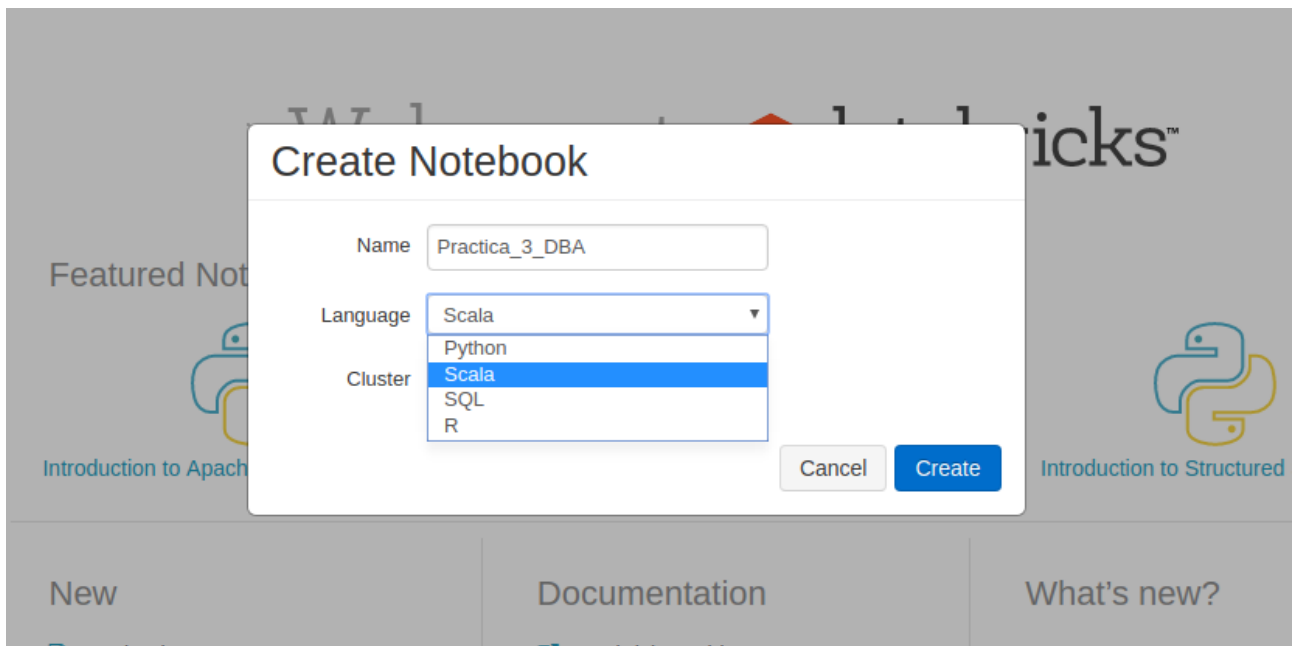 icks™
Create Notebook
Name Practica_3_DBA
Featured Not
Language Scala
Python
Cluster Scala
SQL
R
Introduction to Apach
Cancel Create
Introduction to Structured
New Documentation What's new?